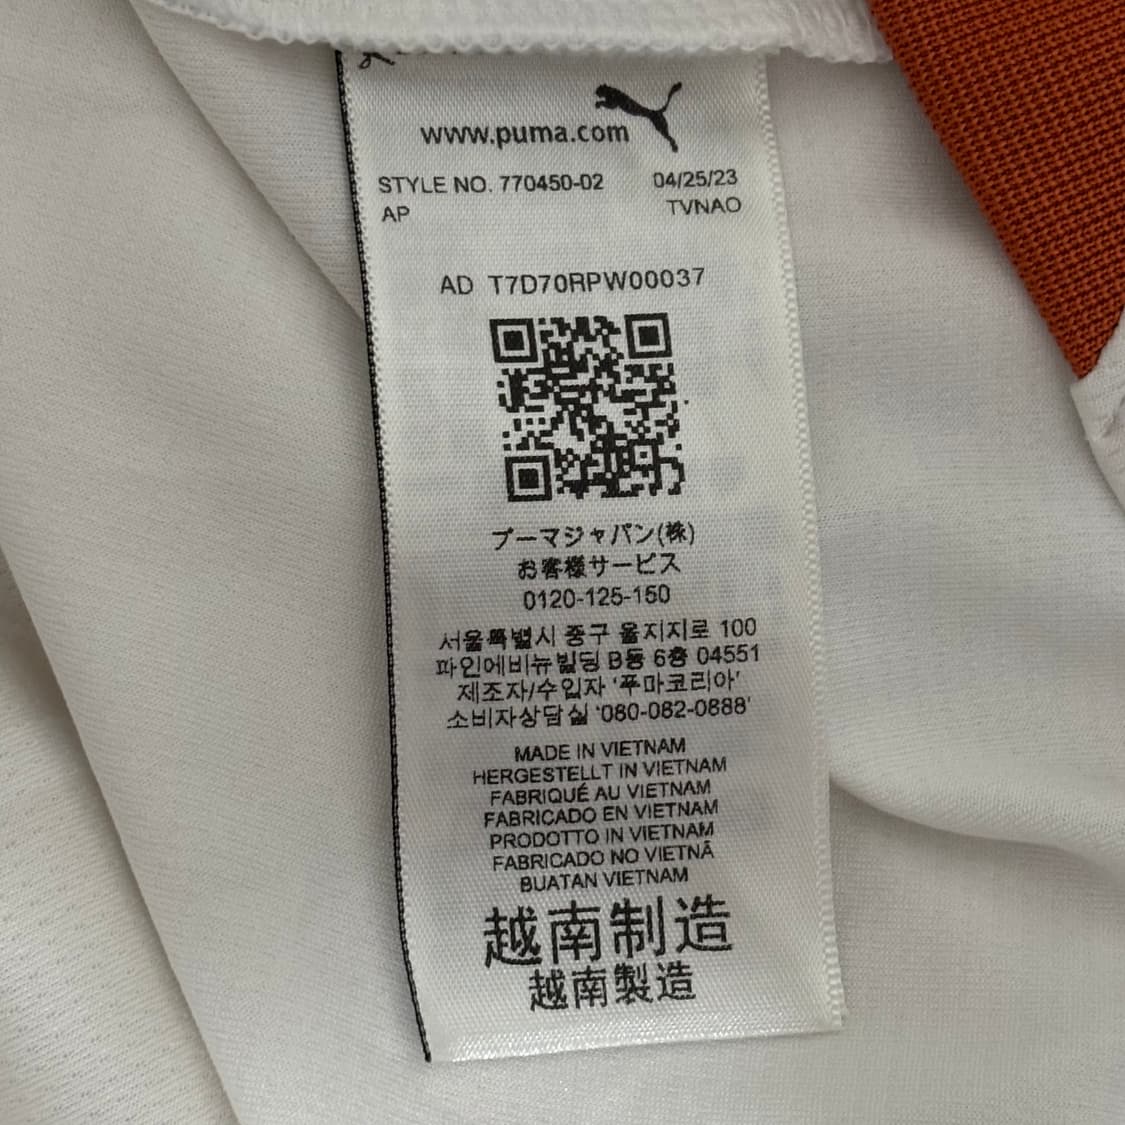 www.puma.com
STYLE NO. 770450-02 04/25/23
AP TVNAO
AD T7D70RPW00037
プーマジャパン(株)
お客様サービス
0120-125-150
서울특별시 중구 을지지로 100
파인에비뉴빌딩 B동 6층 04551
제조자/수입자 '푸마코리아'
소비자상담실 '080-082-0888'
MADE IN VIETNAM
HERGESTELLT IN VIETNAM
FABRIQUÉ AU VIETNAM
FABRICADO EN VIETNAM
PRODOTTO IN VIETNAM
FABRICADO NO VIETNÃ
BUATAN VIETNAM
越南制造
越南製造